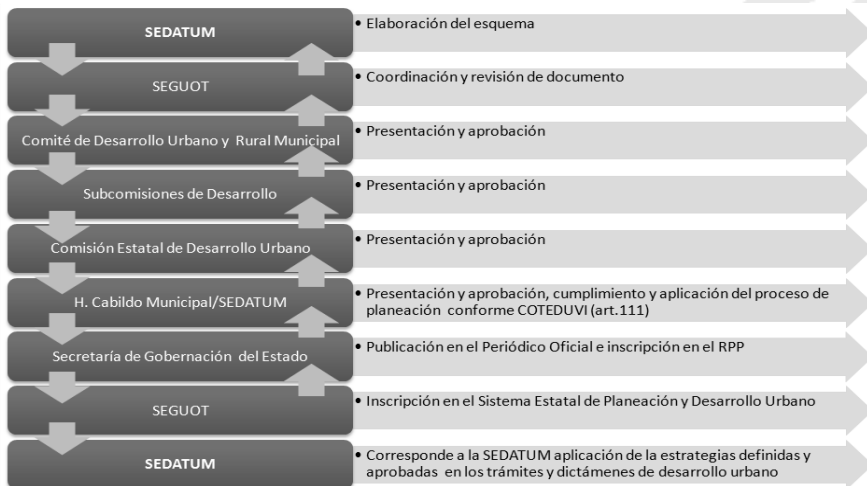 SEDATUM
• Elaboración del esquema
SEGUOT
• Coordinación y revisión de documento
Comité de Desarrollo Urbano y Rural Municipal
• Presentación y aprobación
Subcomisiones de Desarrollo
• Presentación y aprobación
Comisión Estatal de Desarrollo Urbano
• Presentación y aprobación
H. Cabildo Municipal/SEDATUM
• Presentación y aprobación, cumplimiento y aplicación del proceso de
planeación conforme COTEDUVI (art.111)
Secretaría de Gobernación del Estado
• Publicación en el Periódico Oficial e inscripción en el RPP
SEGUOT
• Inscripción en el Sistema Estatal de Planeación y Desarrollo Urbano
SEDATUM
• Corresponde a la SEDATUM aplicación de la estrategias definidas y
aprobadas en los trámites y dictámenes de desarrollo urbano